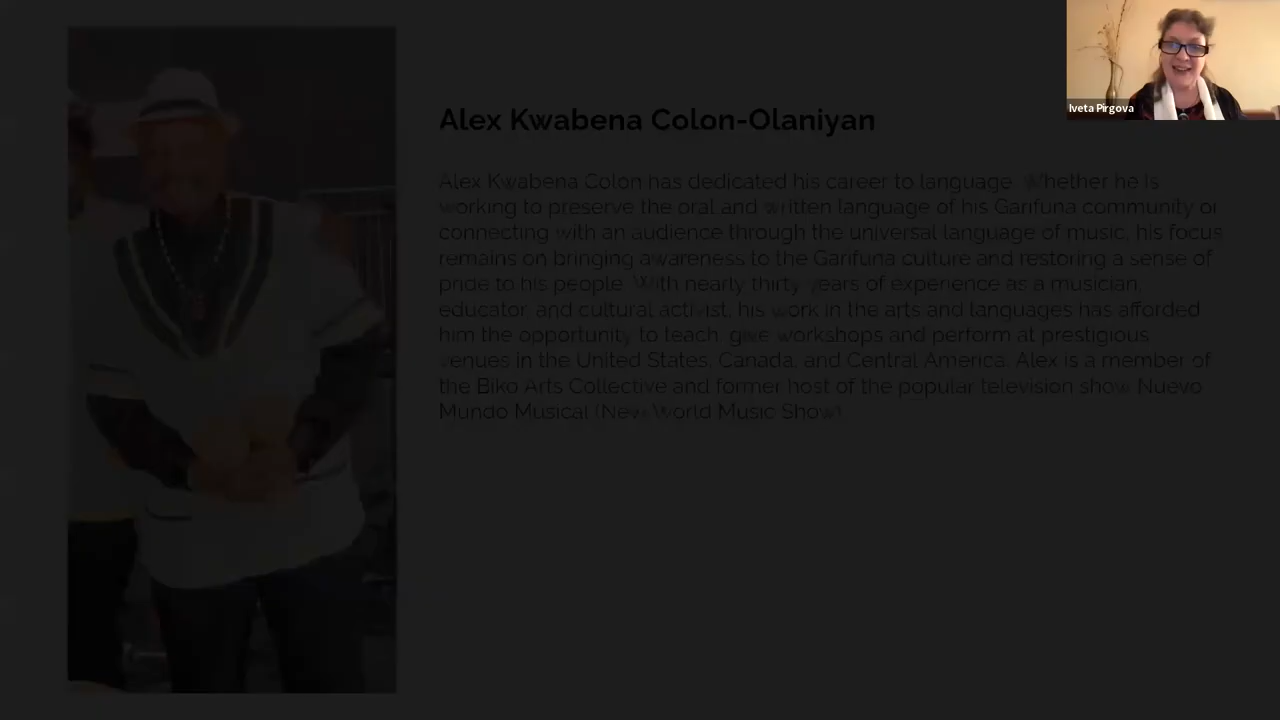 Iveta Pirgova
Alex Kwabena Colon-Olaniyan
Alex Kwabena Colon has dedicated his career to language. Whether he is
working to preserve the oral and written language of his Garifuna community or
connecting with an audience through the universal language of music, his focus
remains on bringing awareness to the Garifuna culture and restoring a sense of
pride to his people. With nearly thirty years of experience as a musician,
educator, and cultural activist, his work in the arts and languages has afforded
him the opportunity to teach, give workshops and perform at prestigious
venues in the United States, Canada, and Central America. Alex is a member of
the Biko Arts Collective and former host of the popular television show Nuevo
Mundo Musical (New World Music Show).